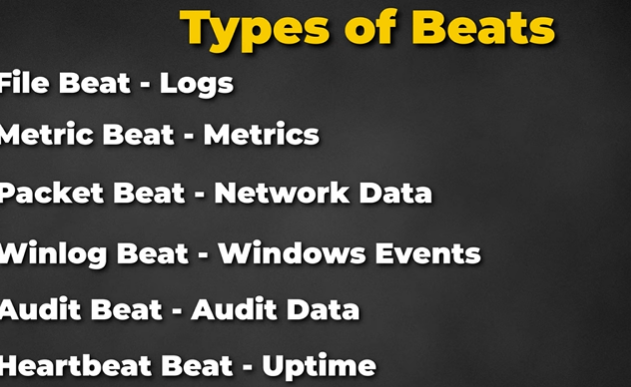 Types of Beats
File Beat - Logs
Metric Beat - Metrics
Packet Beat - Network Data
Winlog Beat - Windows Events
Audit Beat - Audit Data
Heartbeat Beat - Uptime